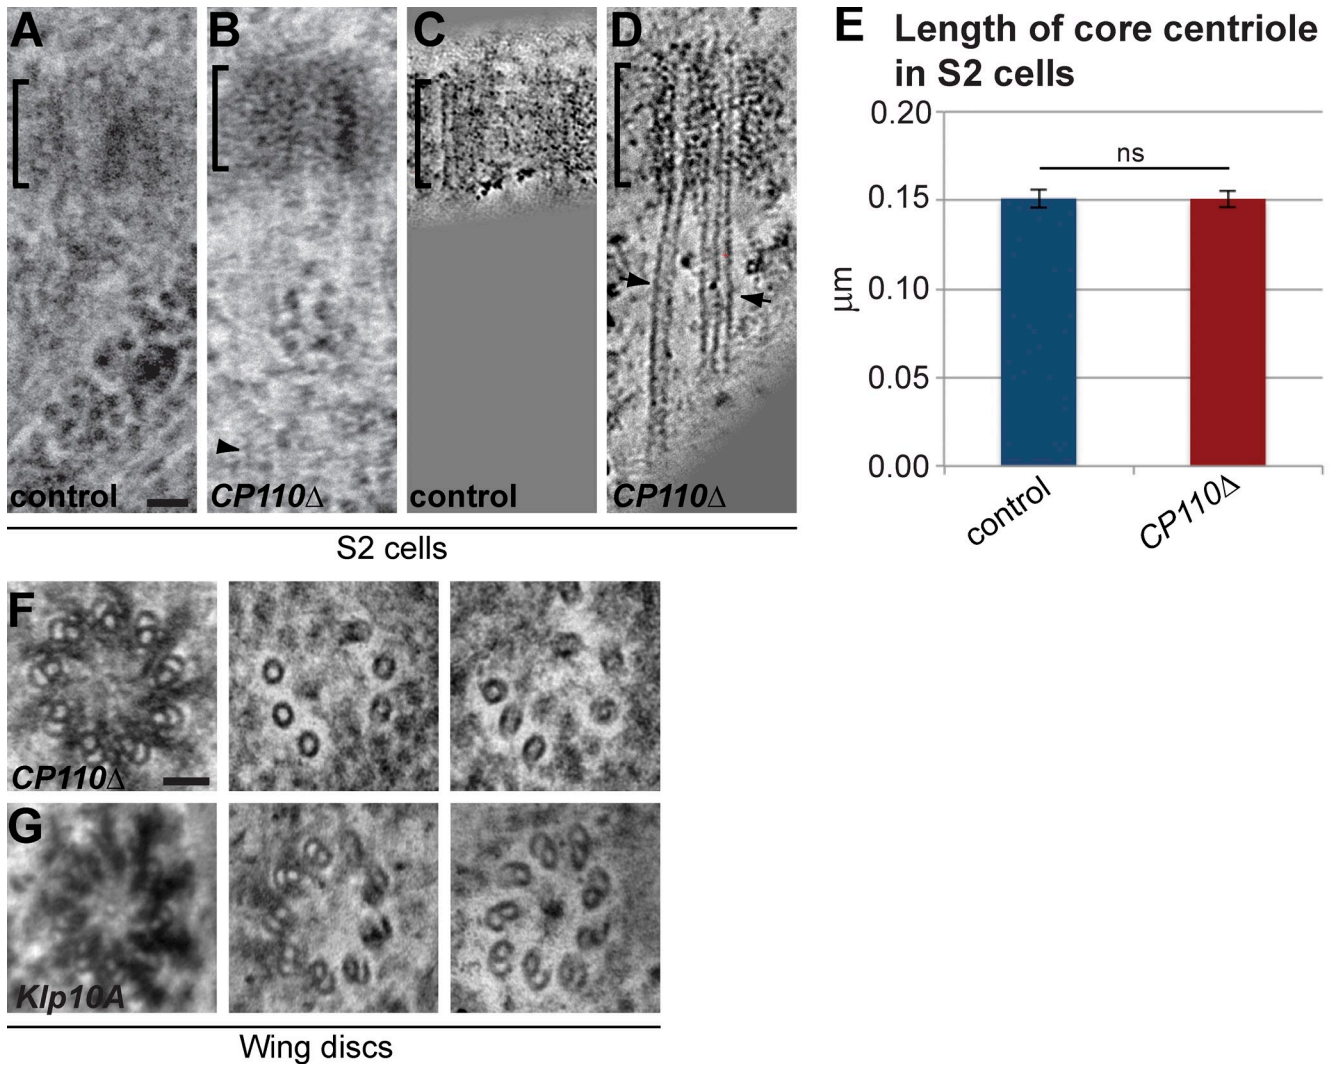 A
B
C
D
control
CP110Δ
control
CP110Δ
S2 cells
E
Length of core centriole
in S2 cells
0.20
ns
0.15
µm
0.10
0.05
0.00
control
CP110Δ
F
CP110Δ
G
Klp10A
Wing discs